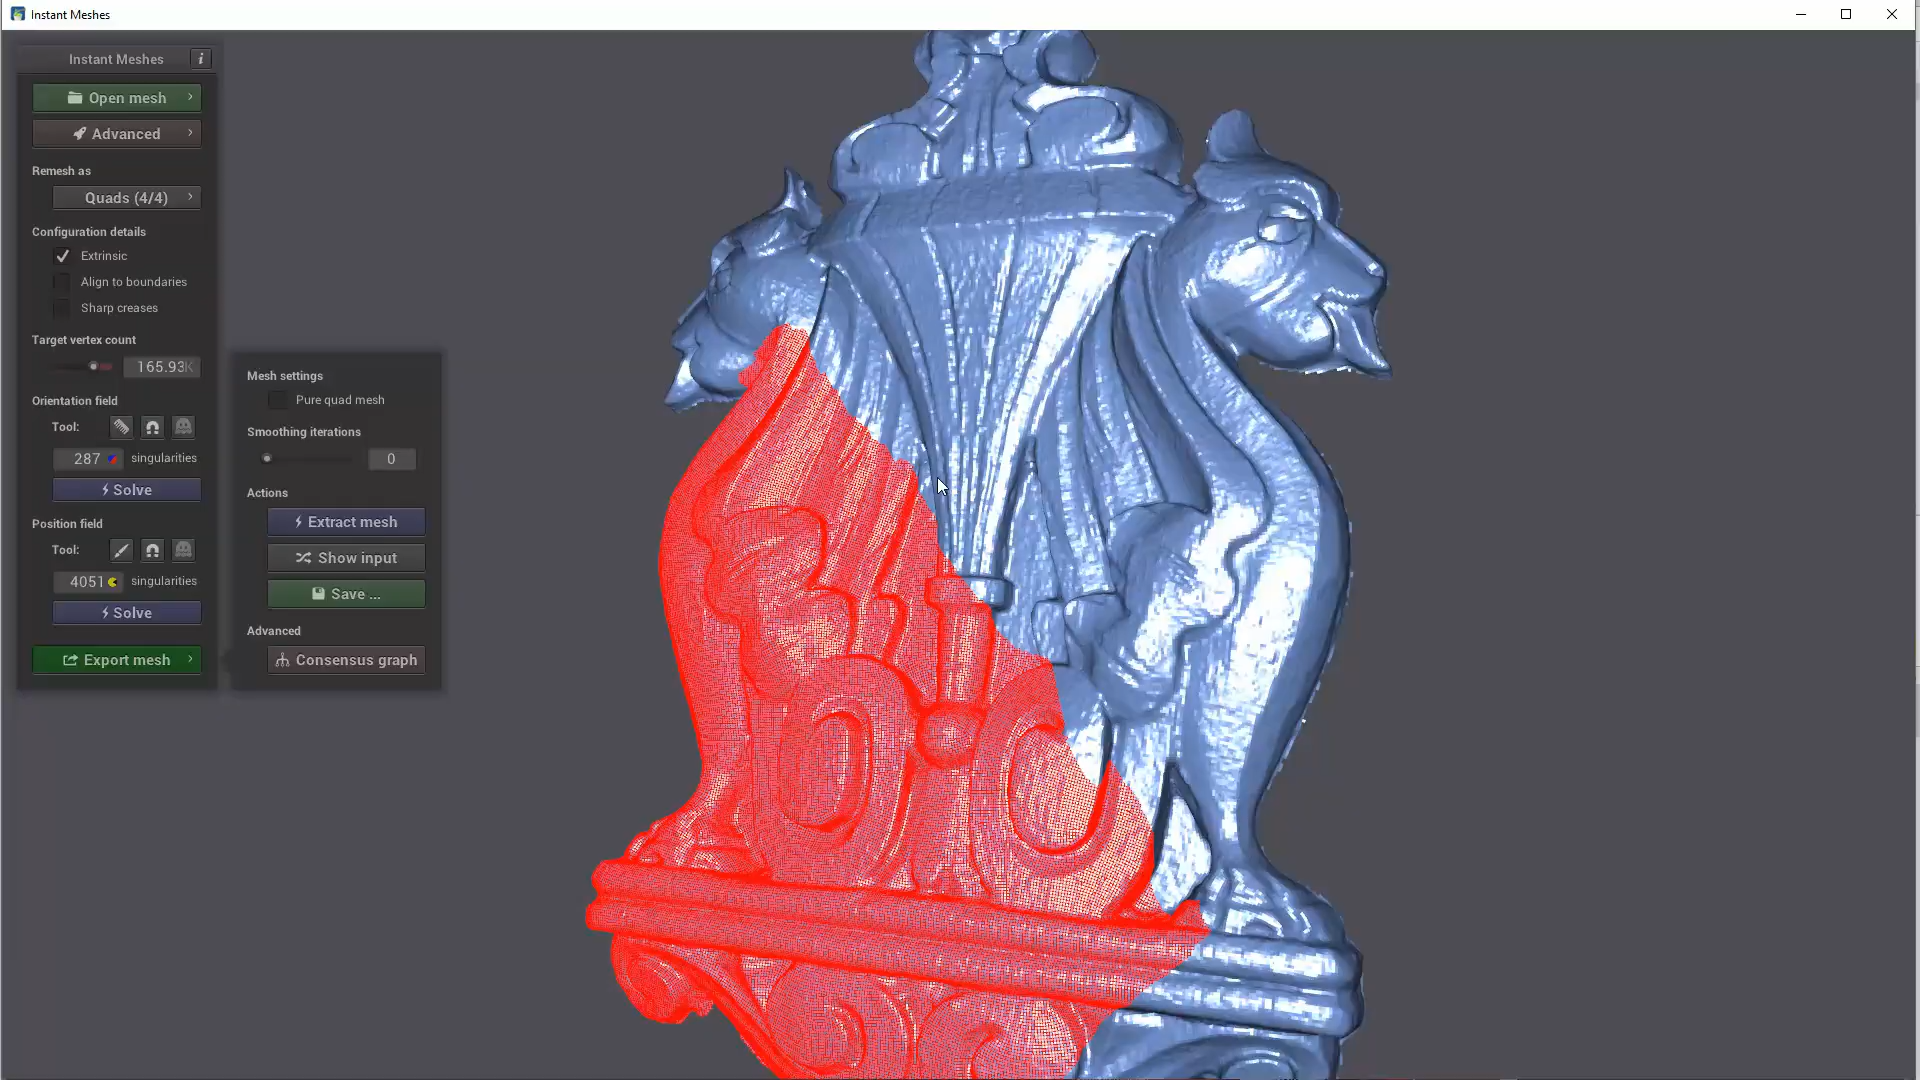 Instant Meshes
Instant Meshes
i
Open mesh
Advanced
Remesh as
Quads (4/4)
Configuration details
Extrinsic
Align to boundaries
Sharp creases
Target vertex count
165.93K
Orientation field
Tool:
287 singularities
Solve
Position field
Tool:
4051 singularities
Solve
Export mesh
Mesh settings
Pure quad mesh
Smoothing iterations
0
Actions
Extract mesh
Show input
Save ...
Advanced
Consensus graph